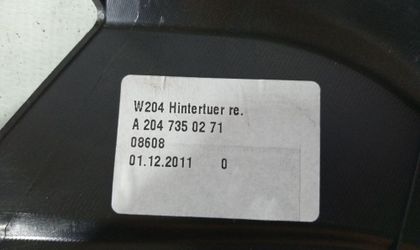 W204 Hintertuer re.
A 204 735 02 71
08608
01.12.2011 0